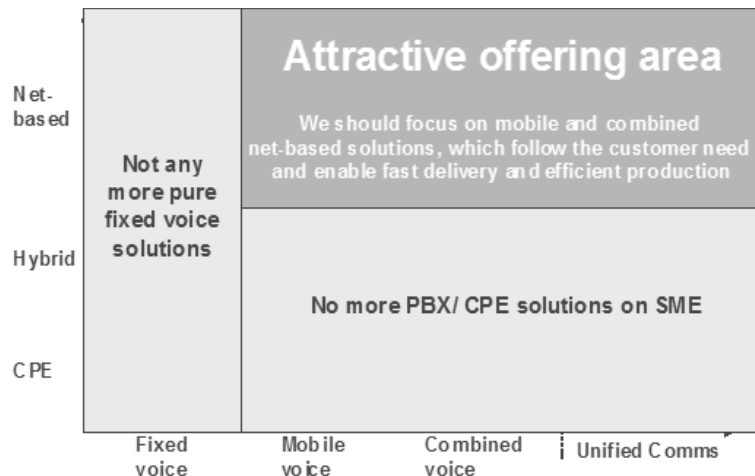 Attractive offering area
We should focus on mobile and combined
net-based solutions, which follow the customer need
and enable fast delivery and efficient production
Net-
based
Not any
more pure
fixed voice
solutions
Hybrid
No more PBX/ CPE solutions on SME
CPE
Fixed
voice
Mobile
voice
Combined
voice
Unified Comms